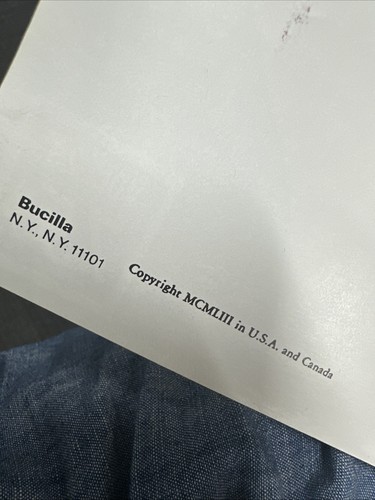 Bucilla
N.Y., N.Y. 11101
Copyright MCMLIII in U.S.A. and Canada